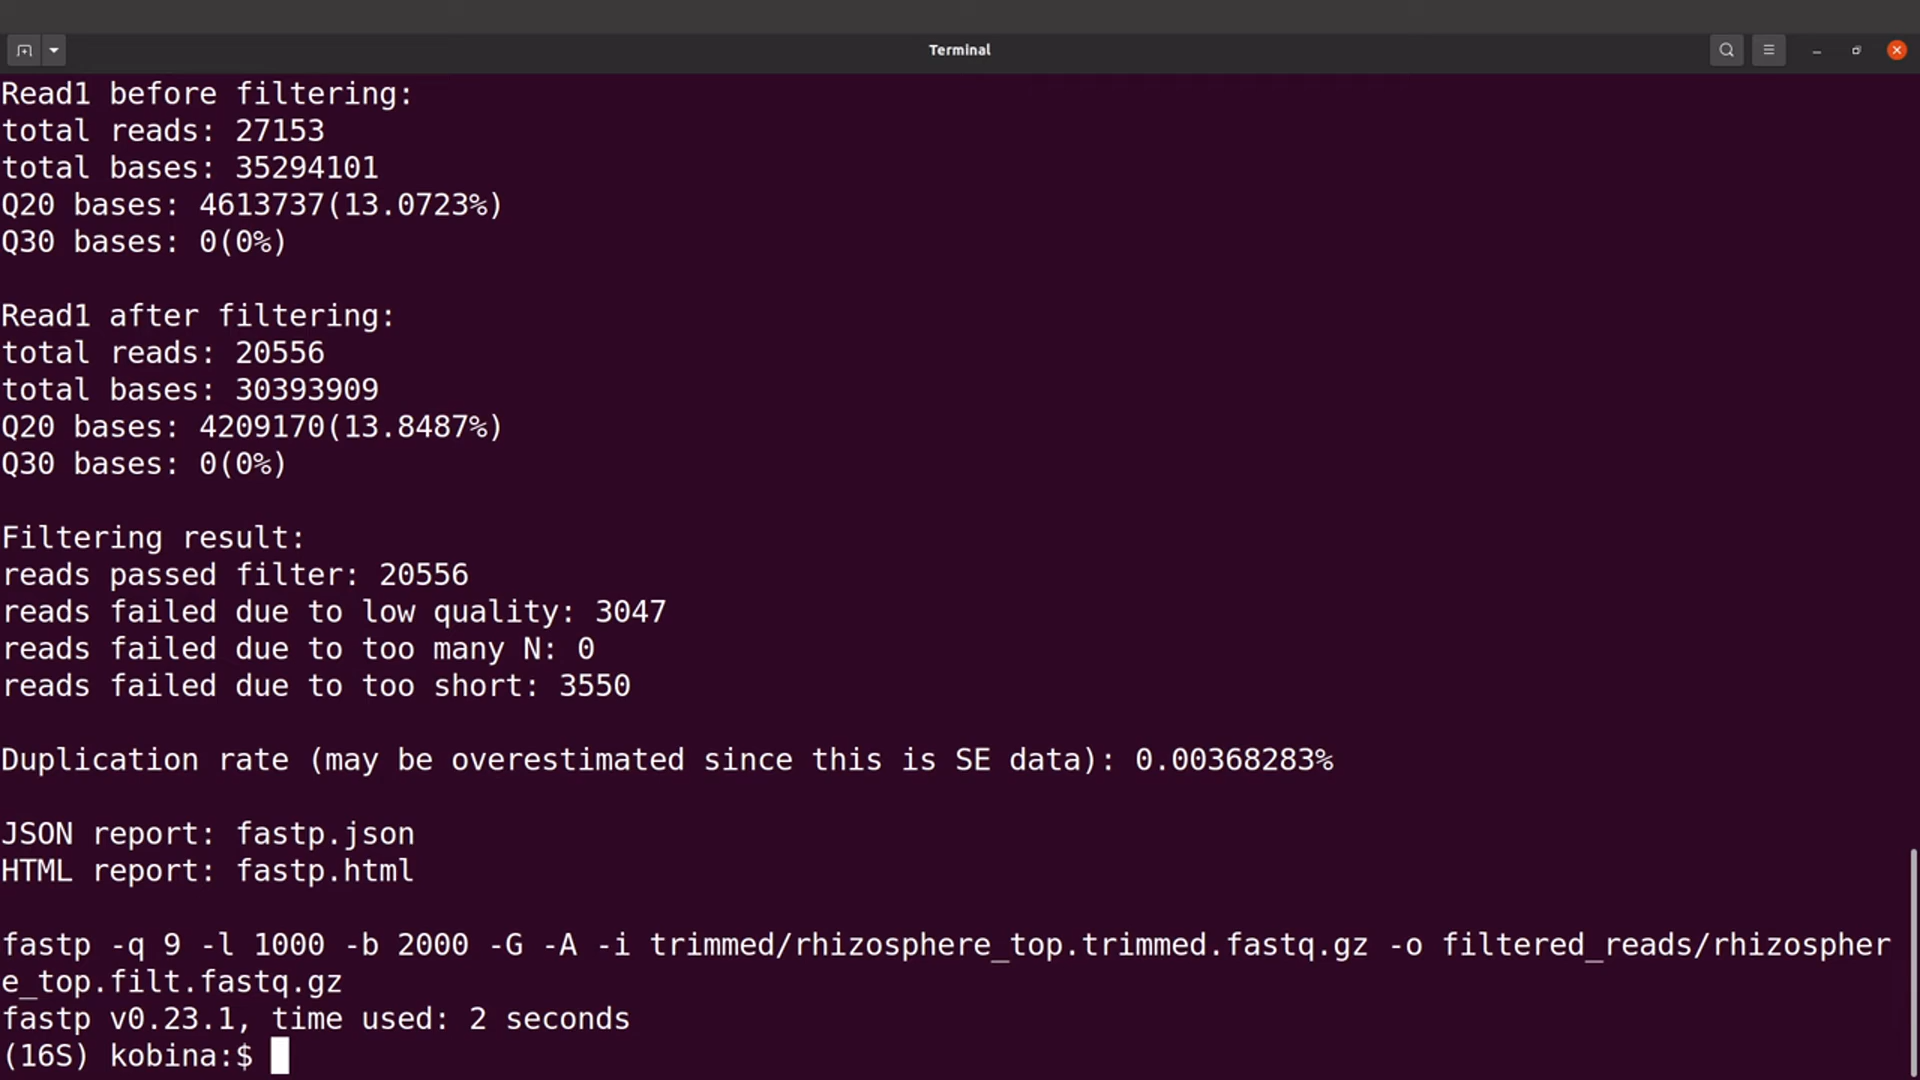 Terminal
Read1 before filtering:
total reads: 27153
total bases: 35294101
Q20 bases: 4613737(13.0723%)
Q30 bases: 0(0%)
Read1 after filtering:
total reads: 20556
total bases: 30393909
Q20 bases: 4209170(13.8487%)
Q30 bases: 0(0%)
Filtering result:
reads passed filter: 20556
reads failed due to low quality: 3047
reads failed due to too many N: 0
reads failed due to too short: 3550
Duplication rate (may be overestimated since this is SE data): 0.00368283%
JSON report: fastp.json
HTML report: fastp.html
fastp -q 9 -l 1000 -b 2000 -G -A -i trimmed/rhizosphere_top.trimmed.fastq.gz -o filtered_reads/rhizospher
e_top.filt.fastq.gz
fastp v0.23.1, time used: 2 seconds
(16S) kobina:$